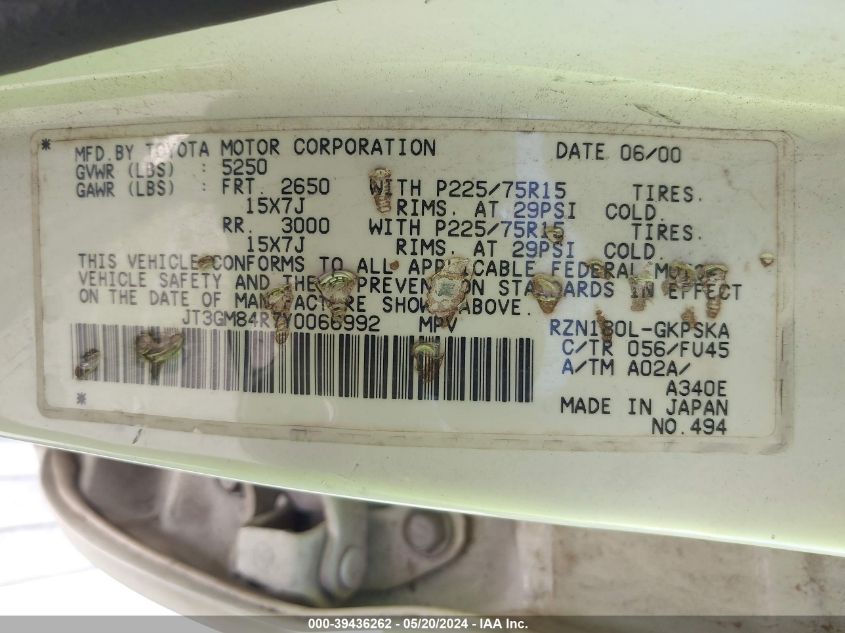 * MFD.BY TOYOTA MOTOR CORPORATION DATE 06/00
GVWR (LBS) : 5250
GAWR (LBS) : FRT. 2650 WITH P225/75R15 TIRES.
15X7J RIMS. AT 29PSI COLD.
RR. 3000 WITH P225/75R15 TIRES.
15X7J RIMS. AT 29PSI COLD.
THIS VEHICLE CONFORMS TO ALL APPLICABLE FEDERAL MOTOR
VEHICLE SAFETY AND THEFT PREVENTION STANDARDS IN EFFECT
ON THE DATE OF MANUFACTURE SHOWN ABOVE.
MPV RZN180L-GKPSKA
C/TR 056/FU45
A/TM A02A/
A340E
* MADE IN JAPAN
NO.494
000-39436262 - 05/20/2024 - IAA Inc.